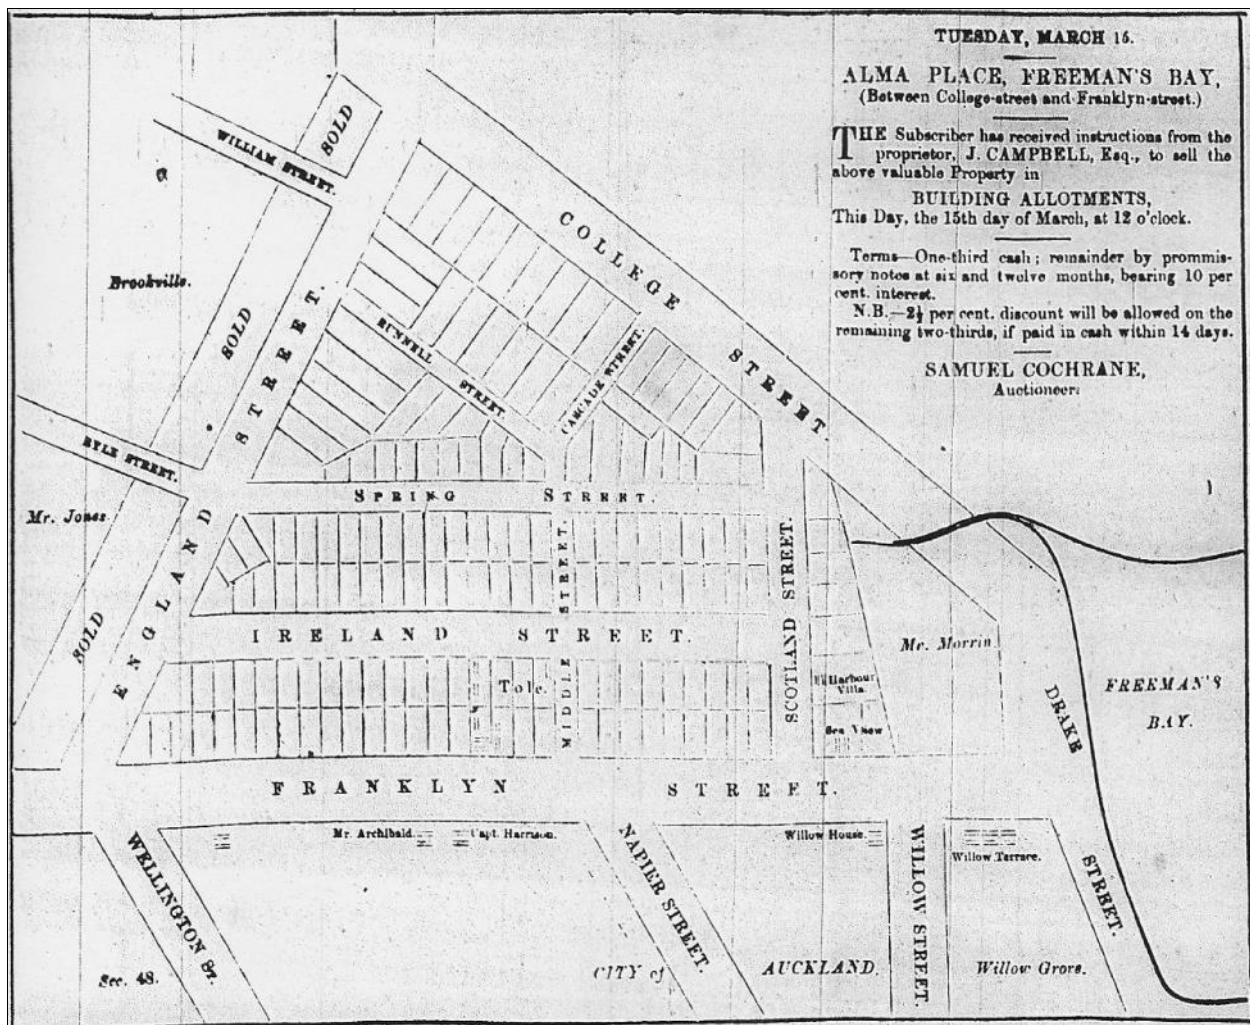 TUESDAY, MARCH 15.
ALMA PLACE, FREEMAN'S BAY,
(Between College-street and Franklyn-street.)
THE Subscriber has received instructions from the
proprietor, J. CAMPBELL, Esq., to sell the
above valuable Property in
BUILDING ALLOTMENTS,
This Day, the 15th day of March, at 12 o'clock.
Terms—One-third cash; remainder by prommis-
sory notes at six and twelve months, bearing 10 per
cent. interest.
N.B.—2½ per cent. discount will be allowed on the
remaining two-thirds, if paid in cash within 14 days.
SAMUEL COCHRANE,
Auctioneer.
SOLD
WILLIAM STREET.
COLLEGE STREET.
Brookville.
SOLD
RUNNELL STREET.
CASCADE STREET.
RYLE STREET.
SPRING STREET.
Mr. Jones
ENGLAND STREET.
MIDDLE STREET.
SCOTLAND STREET.
SOLD
IRELAND STREET.
Mr. Morrin.
Tole.
Harbour
Villa.
Sea View
DRAKE STREET.
FREEMAN'S
BAY.
FRANKLYN STREET.
Mr. Archibald.
Capt. Harrison.
Willow House.
Willow Terrace.
WELLINGTON ST.
NAPIER STREET.
WILLOW STREET.
Sec. 48.
CITY of AUCKLAND.
Willow Grove.